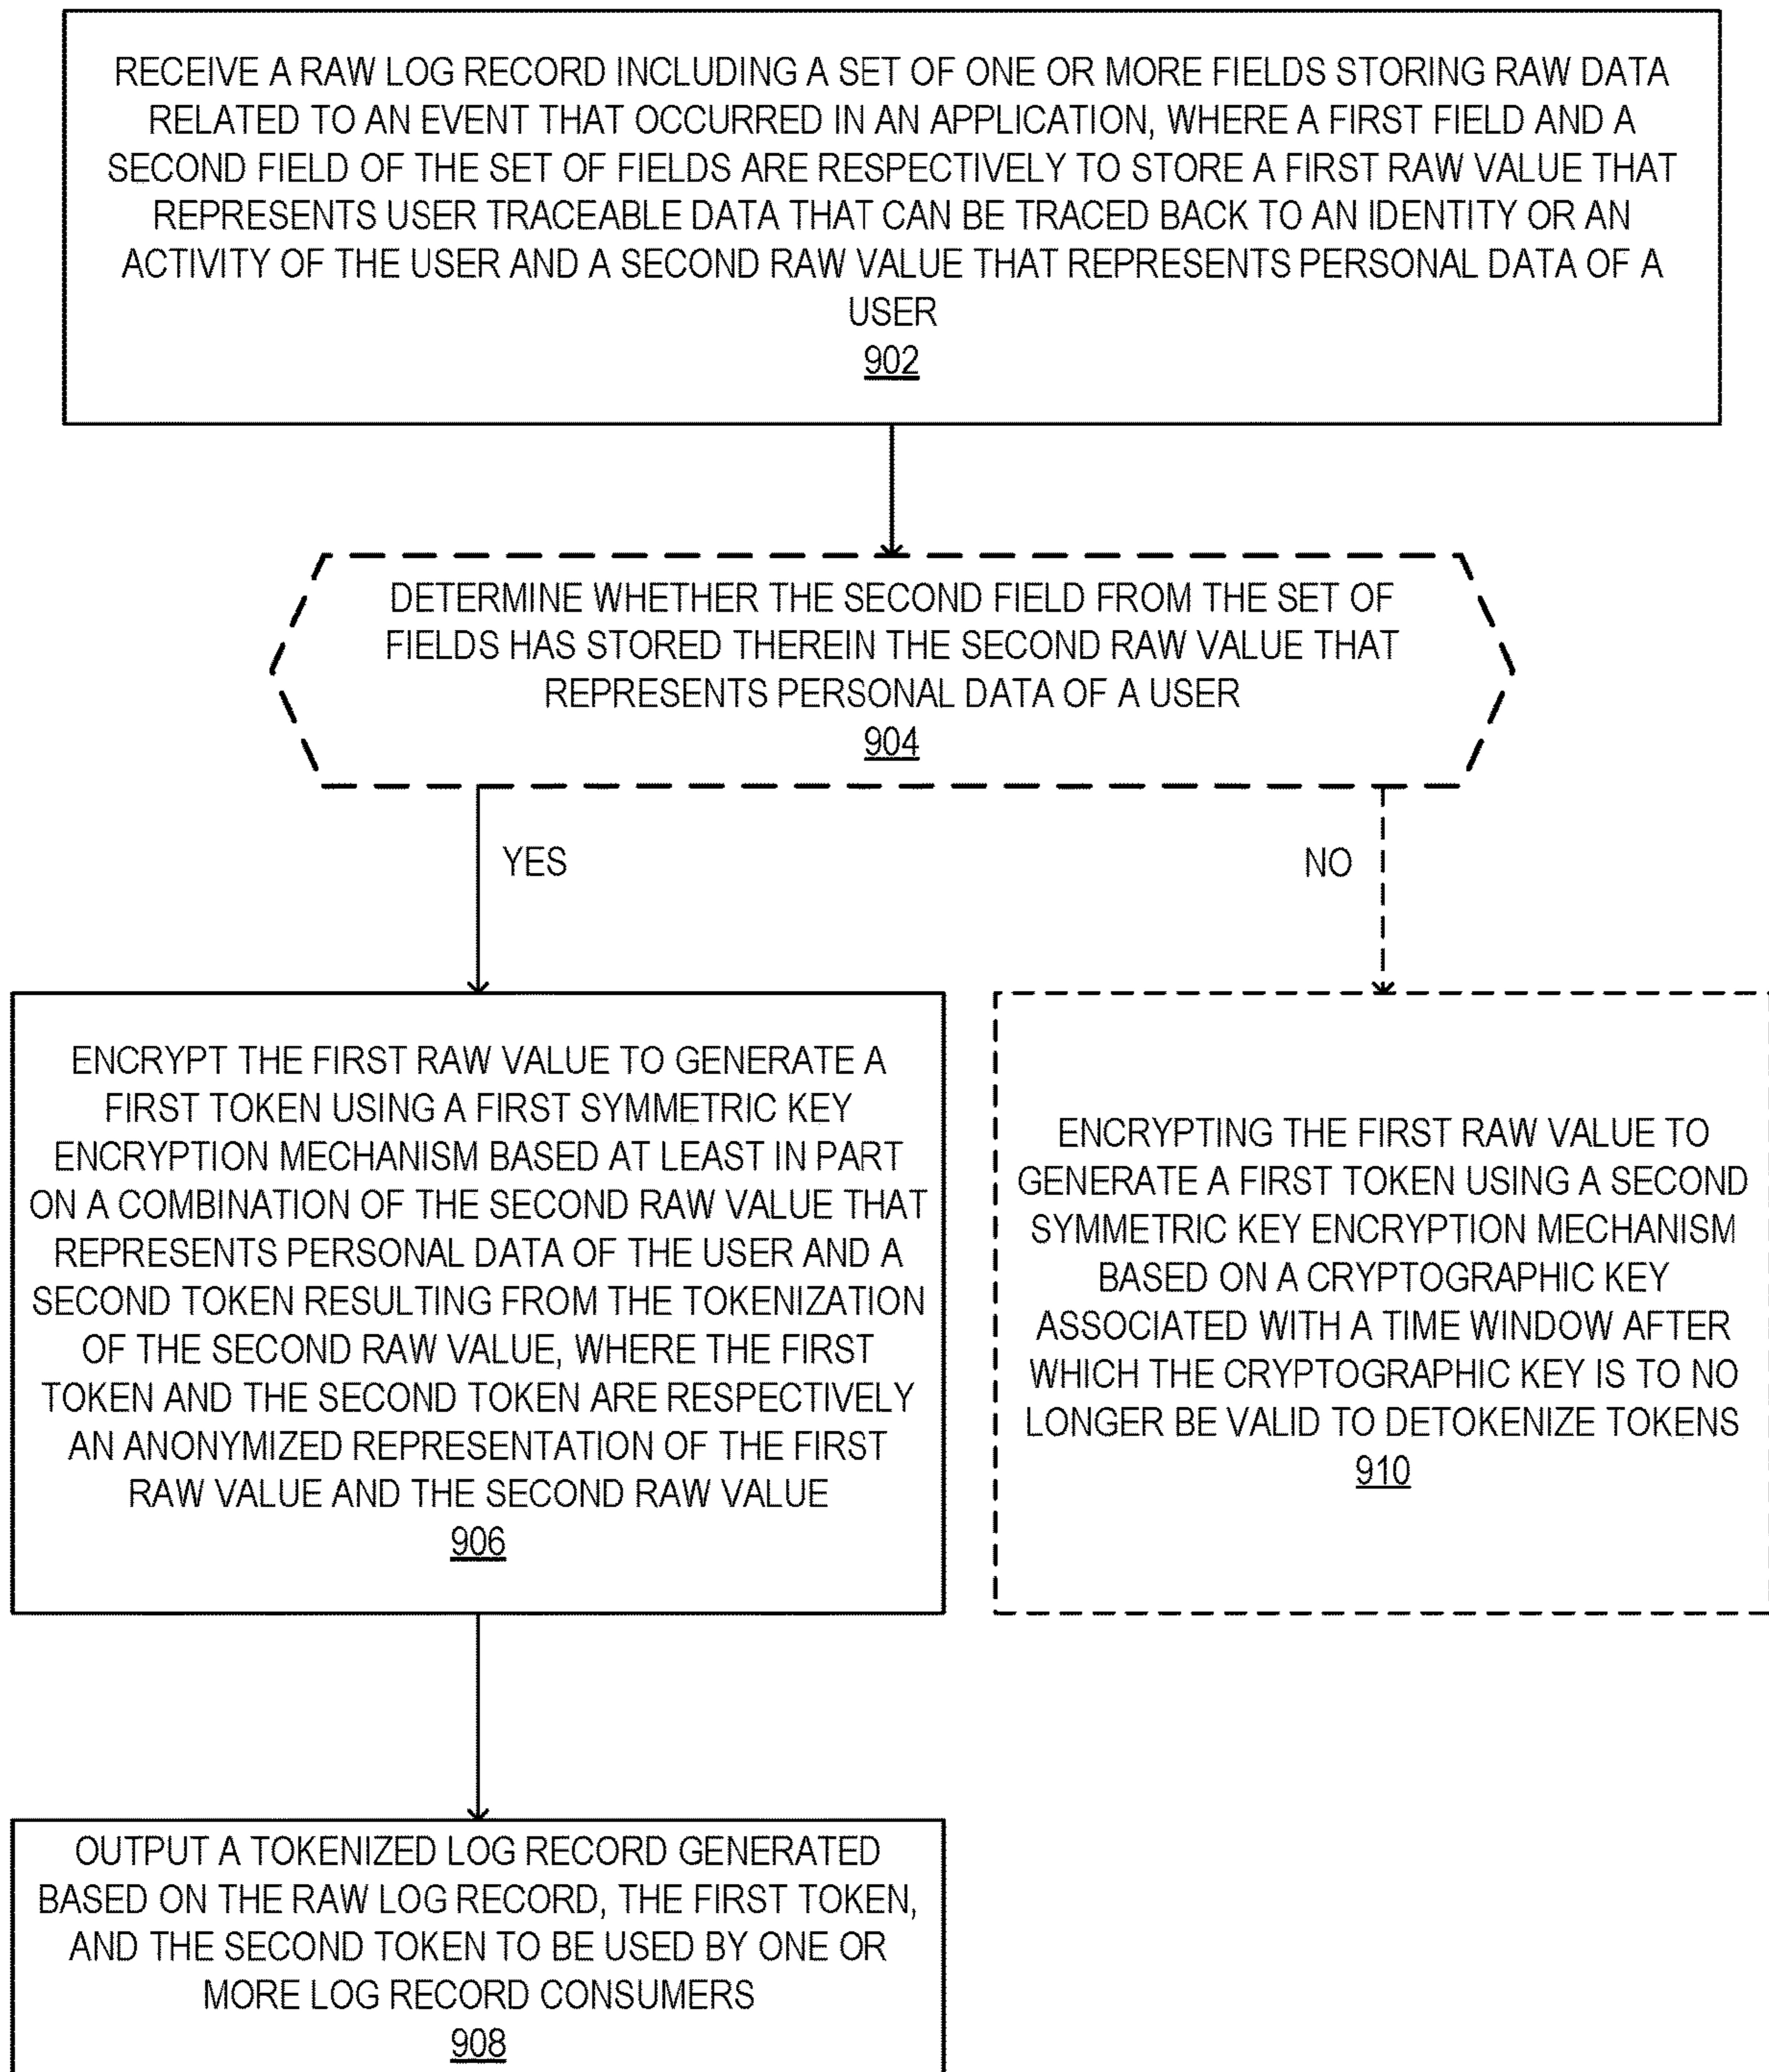 RECEIVE A RAW LOG RECORD INCLUDING A SET OF ONE OR MORE FIELDS STORING RAW DATA
RELATED TO AN EVENT THAT OCCURRED IN AN APPLICATION, WHERE A FIRST FIELD AND A
SECOND FIELD OF THE SET OF FIELDS ARE RESPECTIVELY TO STORE A FIRST RAW VALUE THAT
REPRESENTS USER TRACEABLE DATA THAT CAN BE TRACED BACK TO AN IDENTITY OR AN
ACTIVITY OF THE USER AND A SECOND RAW VALUE THAT REPRESENTS PERSONAL DATA OF A
USER
902
DETERMINE WHETHER THE SECOND FIELD FROM THE SET OF
FIELDS HAS STORED THEREIN THE SECOND RAW VALUE THAT
REPRESENTS PERSONAL DATA OF A USER
904
YES
NO
ENCRYPT THE FIRST RAW VALUE TO GENERATE A
FIRST TOKEN USING A FIRST SYMMETRIC KEY
ENCRYPTION MECHANISM BASED AT LEAST IN PART
ON A COMBINATION OF THE SECOND RAW VALUE THAT
REPRESENTS PERSONAL DATA OF THE USER AND A
SECOND TOKEN RESULTING FROM THE TOKENIZATION
OF THE SECOND RAW VALUE, WHERE THE FIRST
TOKEN AND THE SECOND TOKEN ARE RESPECTIVELY
AN ANONYMIZED REPRESENTATION OF THE FIRST
RAW VALUE AND THE SECOND RAW VALUE
906
ENCRYPTING THE FIRST RAW VALUE TO
GENERATE A FIRST TOKEN USING A SECOND
SYMMETRIC KEY ENCRYPTION MECHANISM
BASED ON A CRYPTOGRAPHIC KEY
ASSOCIATED WITH A TIME WINDOW AFTER
WHICH THE CRYPTOGRAPHIC KEY IS TO NO
LONGER BE VALID TO DETOKENIZE TOKENS
910
OUTPUT A TOKENIZED LOG RECORD GENERATED
BASED ON THE RAW LOG RECORD, THE FIRST TOKEN,
AND THE SECOND TOKEN TO BE USED BY ONE OR
MORE LOG RECORD CONSUMERS
908